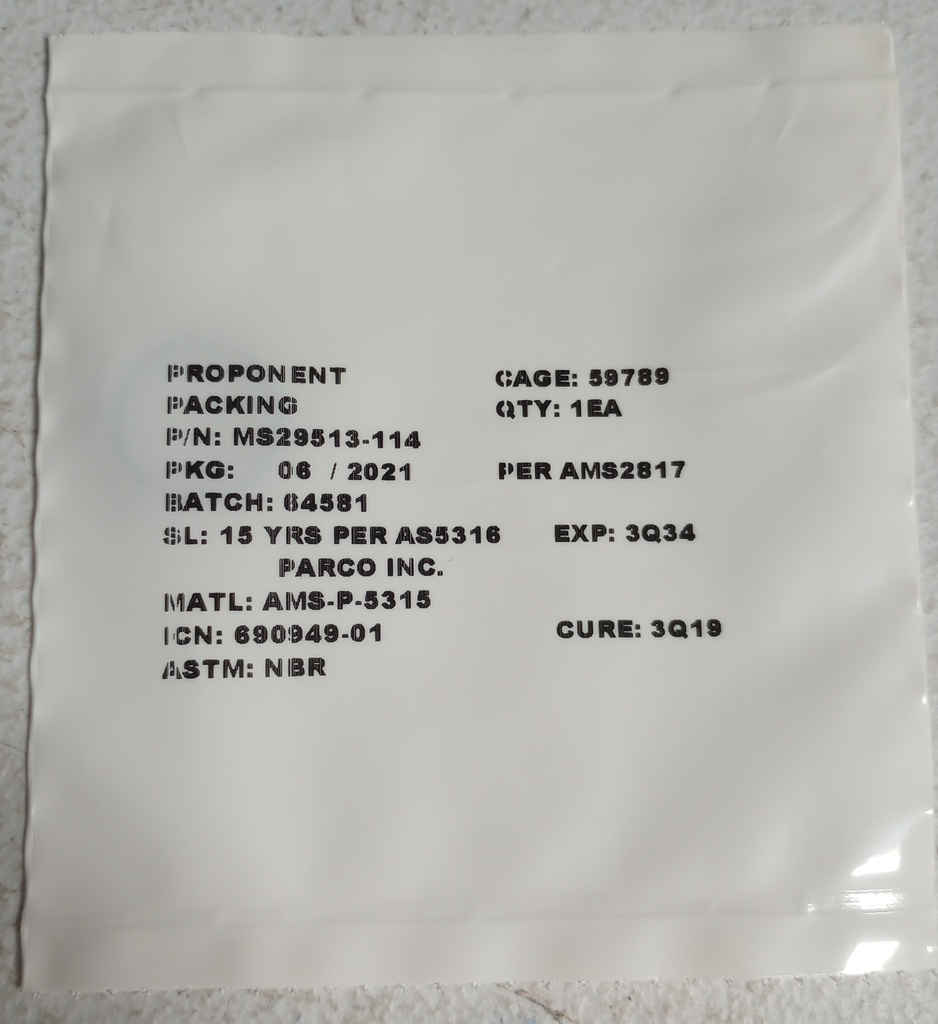 PROPONENT CAGE: 59789
PACKING QTY: 1EA
P/N: MS29513-114
PKG: 06 / 2021 PER AMS2817
BATCH: 64581
SL: 15 YRS PER AS5316 EXP: 3Q34
PARCO INC.
MATL: AMS-P-5315
ICN: 690949-01 CURE: 3Q19
ASTM: NBR